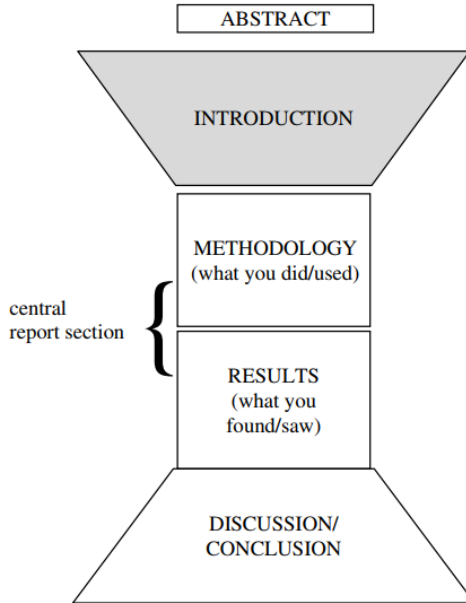 ABSTRACT
INTRODUCTION
METHODOLOGY
(what you did/used)
central
report section
RESULTS
(what you
found/saw)
DISCUSSION/
CONCLUSION